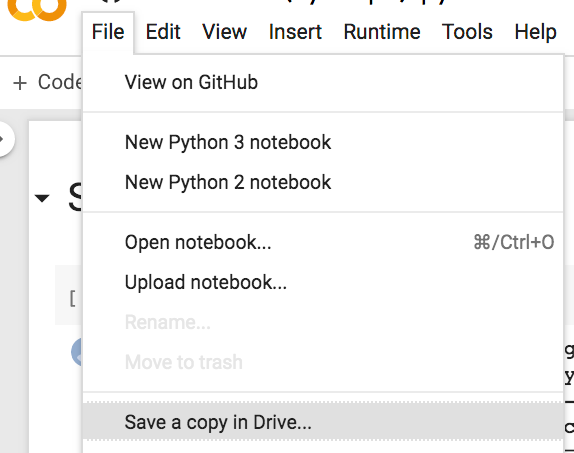 File Edit View Insert Runtime Tools Help
+ Code
View on GitHub
New Python 3 notebook
New Python 2 notebook
Open notebook... ⌘/Ctrl+O
Upload notebook...
Rename...
Move to trash
Save a copy in Drive...